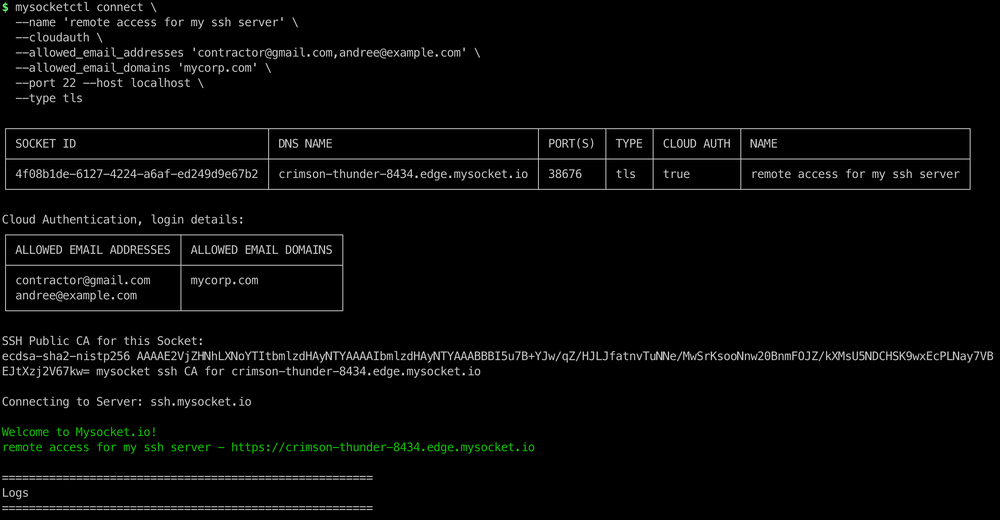 $ mysocketctl connect \
--name 'remote access for my ssh server' \
--cloudauth \
--allowed_email_addresses 'contractor@gmail.com,andree@example.com' \
--allowed_email_domains 'mycorp.com' \
--port 22 --host localhost \
--type tls
SOCKET ID DNS NAME PORT(S) TYPE CLOUD AUTH NAME
4f08b1de-6127-4224-a6af-ed249d9e67b2 crimson-thunder-8434.edge.mysocket.io 38676 tls true remote access for my ssh server
Cloud Authentication, login details:
ALLOWED EMAIL ADDRESSES ALLOWED EMAIL DOMAINS
contractor@gmail.com mycorp.com
andree@example.com
SSH Public CA for this Socket:
ecdsa-sha2-nistp256 AAAAE2VjZHNhLXNoYTItbmlzdHAyNTYAAAAIbmlzdHAyNTYAAABBBI5u7B+YJw/qZ/HJLJfatnvTuNNe/MwSrKsooNnw20BnmFOJZ/kXMsU5NDCHSK9wxEcPLNay7VB
EJtXzj2V67kw= mysocket ssh CA for crimson-thunder-8434.edge.mysocket.io
Connecting to Server: ssh.mysocket.io
Welcome to Mysocket.io!
remote access for my ssh server - https://crimson-thunder-8434.edge.mysocket.io
=======================================================
Logs
=======================================================